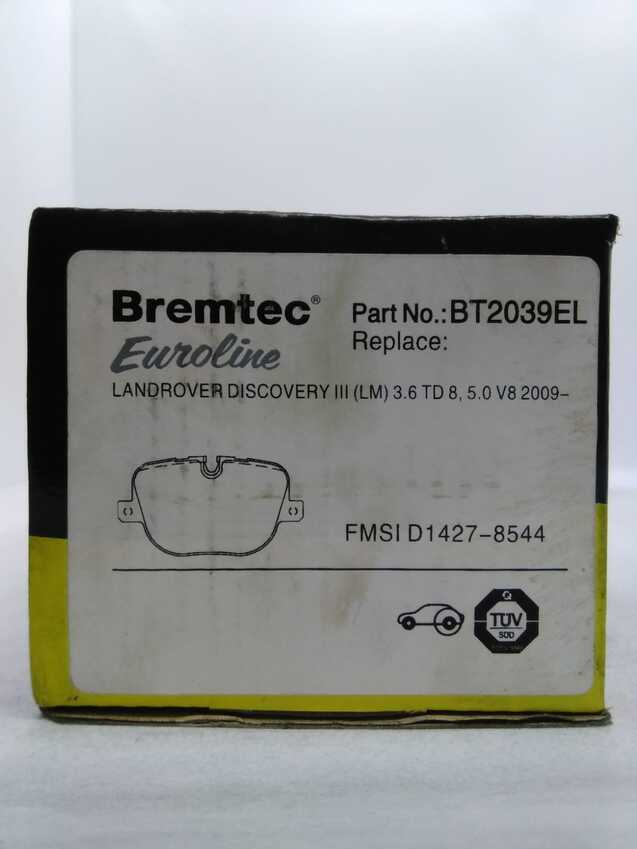 Bremtec®
Euroline
Part No.: BT2039EL
Replace:
LANDROVER DISCOVERY III (LM) 3.6 TD 8, 5.0 V8 2009-
FMSI D1427-8544
Q
TÜV
SÜD